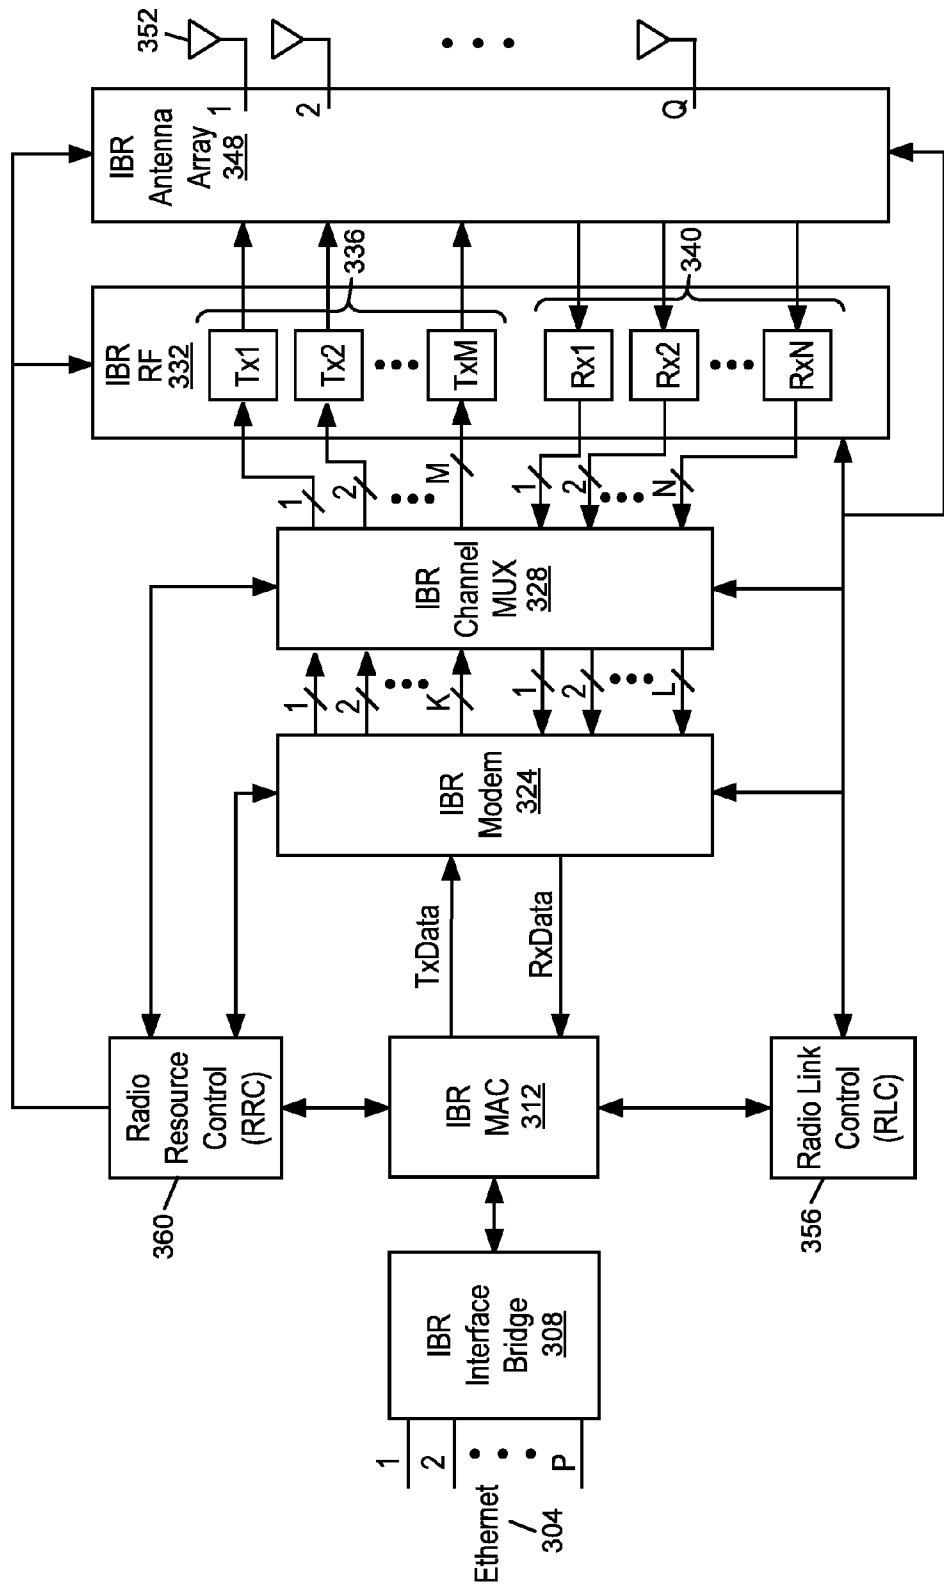 Ethernet
304
1
2
P
IBR
Interface
Bridge
308
360
Radio
Resource
Control
(RRC)
IBR
MAC
312
356
Radio Link
Control
(RLC)
TxData
RxData
IBR
Modem
324
1
2
K
1
2
L
IBR
Channel
MUX
328
1
2
M
1
2
N
IBR
RF
332
Tx1
Tx2
TxM
Rx1
Rx2
RxN
336
340
IBR
Antenna
Array
348
1
2
Q
352